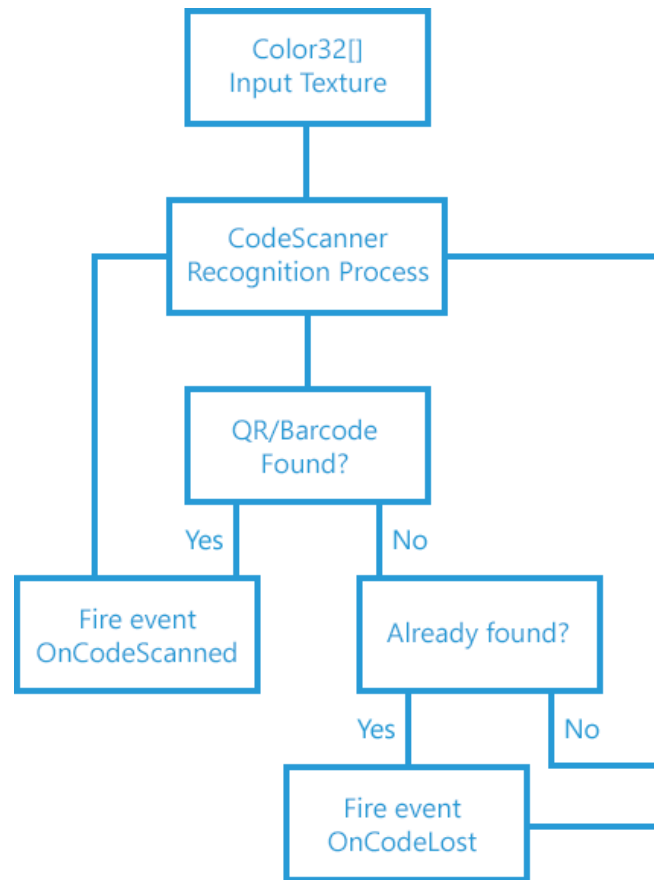 Color32[]
Input Texture
CodeScanner
Recognition Process
QR/Barcode
Found?
Yes
No
Fire event
OnCodeScanned
Already found?
Yes
No
Fire event
OnCodeLost